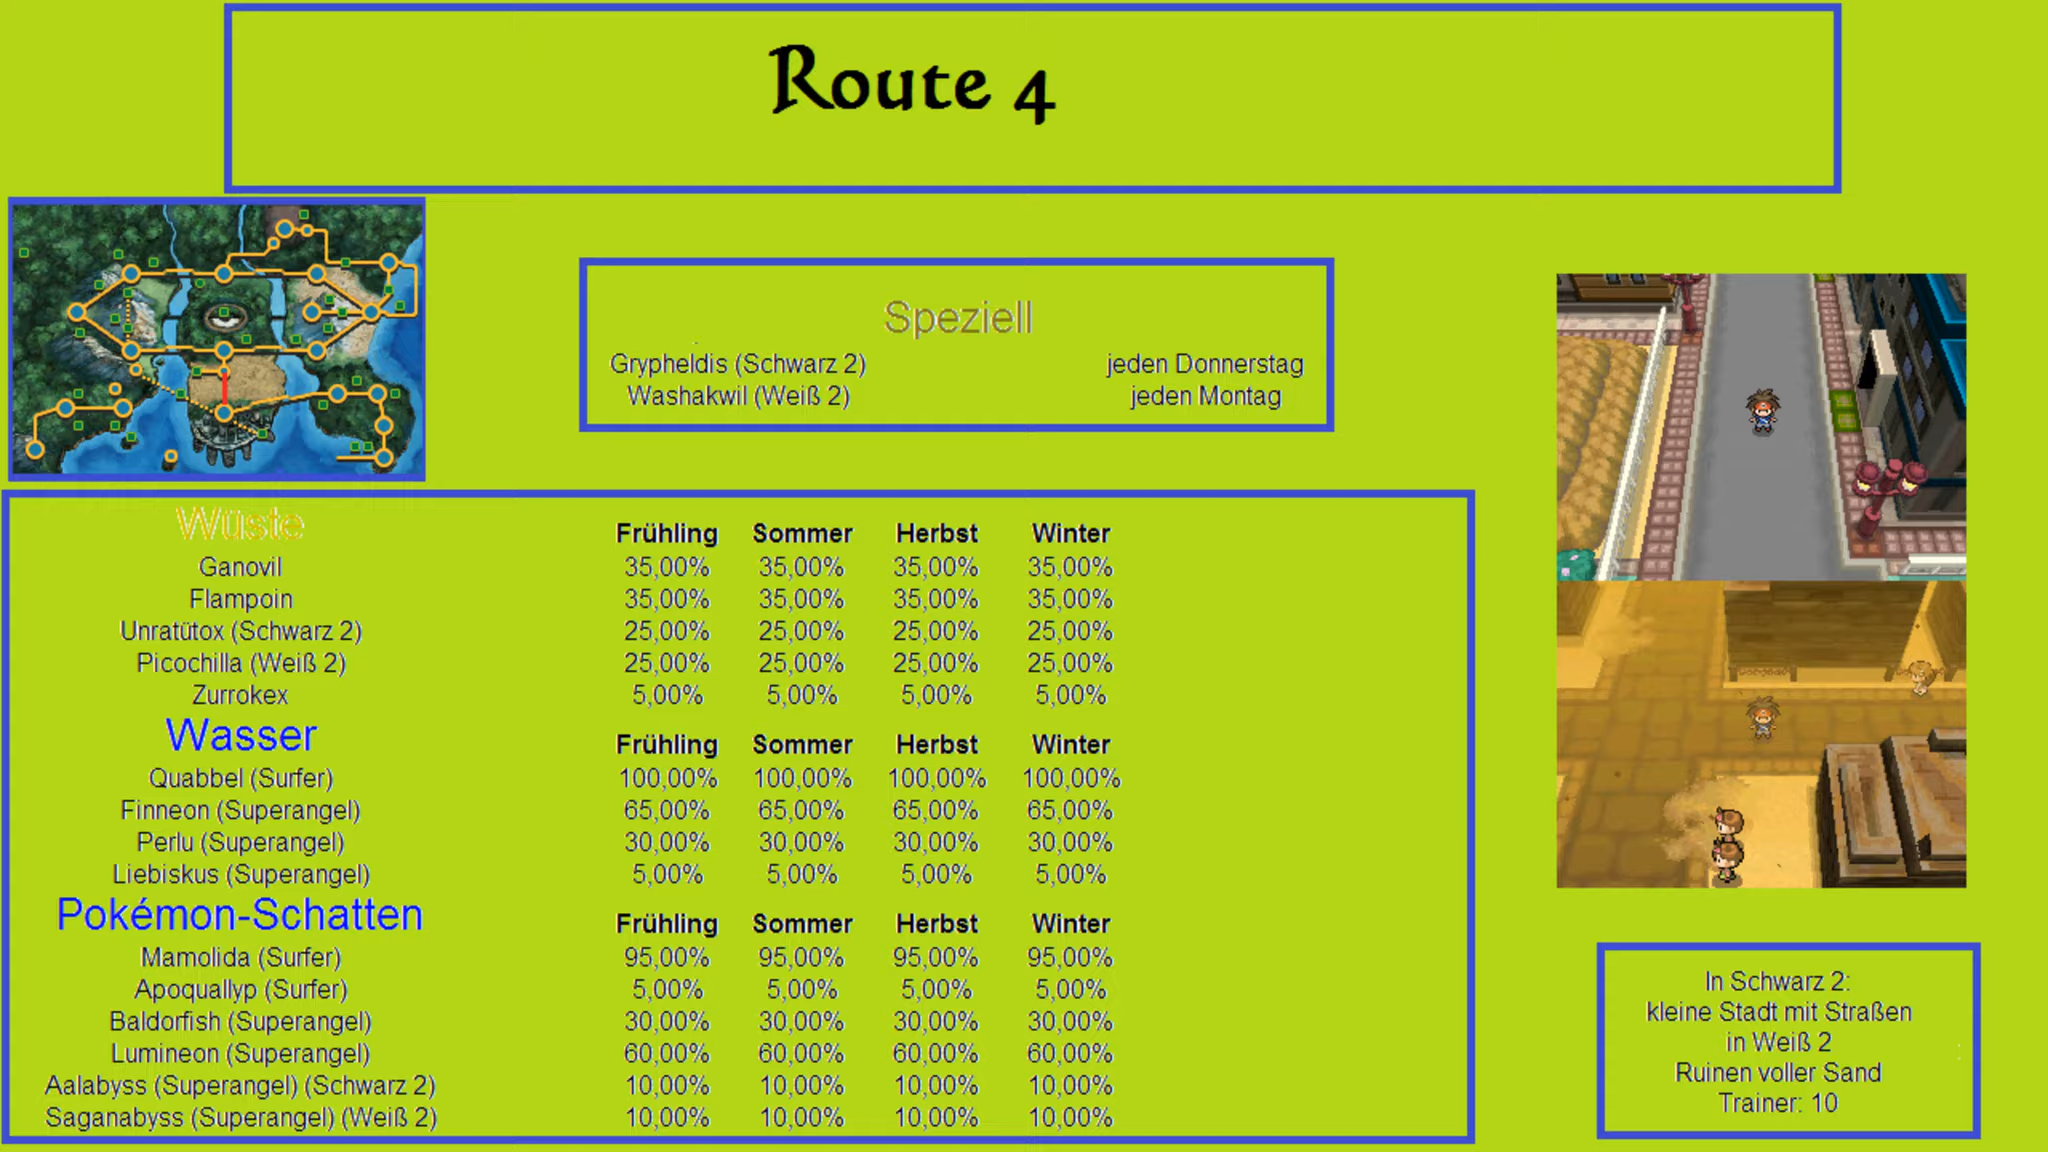 Route 4
Speziell
Grypheldis (Schwarz 2) jeden Donnerstag
Washakwil (Weiß 2) jeden Montag
Wüste Frühling Sommer Herbst Winter
Ganovil 35,00% 35,00% 35,00% 35,00%
Flampoin 35,00% 35,00% 35,00% 35,00%
Unratütox (Schwarz 2) 25,00% 25,00% 25,00% 25,00%
Picochilla (Weiß 2) 25,00% 25,00% 25,00% 25,00%
Zurrokex 5,00% 5,00% 5,00% 5,00%
Wasser Frühling Sommer Herbst Winter
Quabbel (Surfer) 100,00% 100,00% 100,00% 100,00%
Finneon (Superangel) 65,00% 65,00% 65,00% 65,00%
Perlu (Superangel) 30,00% 30,00% 30,00% 30,00%
Liebiskus (Superangel) 5,00% 5,00% 5,00% 5,00%
Pokémon-Schatten Frühling Sommer Herbst Winter
Mamolida (Surfer) 95,00% 95,00% 95,00% 95,00%
Apoquallyp (Surfer) 5,00% 5,00% 5,00% 5,00%
Baldorfish (Superangel) 30,00% 30,00% 30,00% 30,00%
Lumineon (Superangel) 60,00% 60,00% 60,00% 60,00%
Aalabyss (Superangel) (Schwarz 2) 10,00% 10,00% 10,00% 10,00%
Saganabyss (Superangel) (Weiß 2) 10,00% 10,00% 10,00% 10,00%
In Schwarz 2:
kleine Stadt mit Straßen
in Weiß 2
Ruinen voller Sand
Trainer: 10